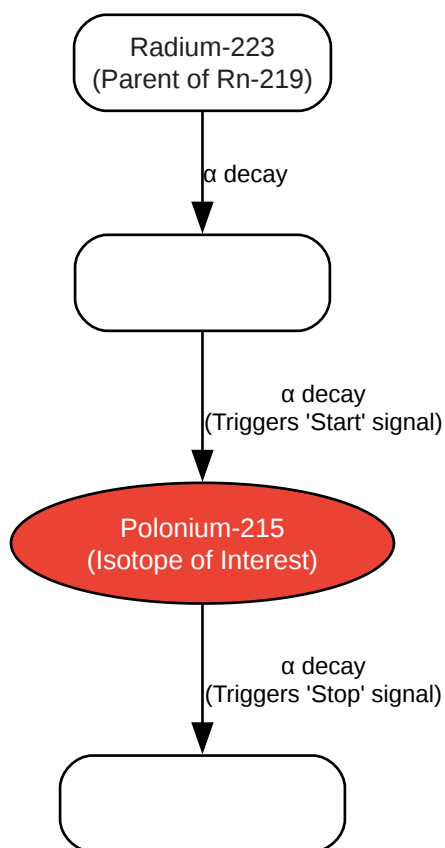 Radium-223
(Parent of Rn-219)
α decay
α decay
(Triggers 'Start' signal)
Polonium-215
(Isotope of Interest)
α decay
(Triggers 'Stop' signal)